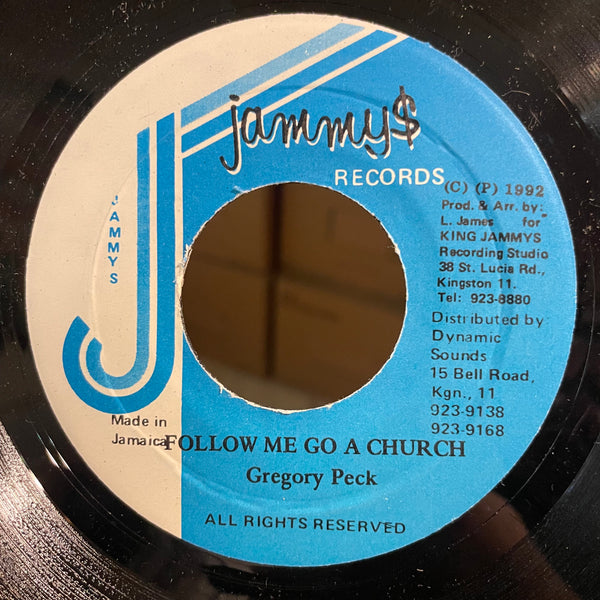 jammy$
RECORDS
JAMMYS
(C) (P) 1992
Prod. & Arr. by:
L. James for
KING JAMMYS
Recording Studio
38 St. Lucia Rd.,
Kingston 11.
Tel: 923-8880
Distributed by:
Dynamic
Sounds
15 Bell Road,
Kgn., 11
923-9138
923-9168
Made in
Jamaica
FOLLOW ME GO A CHURCH
Gregory Peck
ALL RIGHTS RESERVED